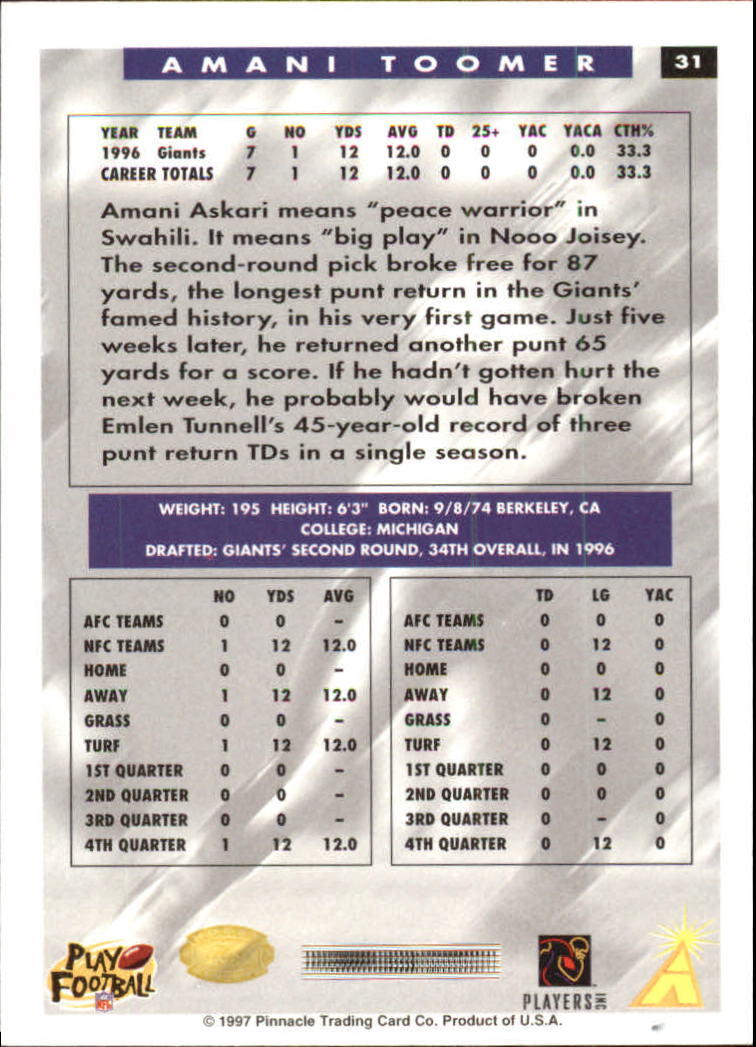 AMANI TOOMER 31
YEAR TEAM G NO YDS AVG TD 25+ YAC YACA CTH%
1996 Giants 7 1 12 12.0 0 0 0 0.0 33.3
CAREER TOTALS 7 1 12 12.0 0 0 0 0.0 33.3
Amani Askari means "peace warrior" in
Swahili. It means "big play" in Nooo Joisey.
The second-round pick broke free for 87
yards, the longest punt return in the Giants'
famed history, in his very first game. Just five
weeks later, he returned another punt 65
yards for a score. If he hadn't gotten hurt the
next week, he probably would have broken
Emlen Tunnell's 45-year-old record of three
punt return TDs in a single season.
WEIGHT: 195 HEIGHT: 6'3" BORN: 9/8/74 BERKELEY, CA
COLLEGE: MICHIGAN
DRAFTED: GIANTS' SECOND ROUND, 34TH OVERALL, IN 1996
NO YDS AVG
AFC TEAMS 0 0 –
NFC TEAMS 1 12 12.0
HOME 0 0 –
AWAY 1 12 12.0
GRASS 0 0 –
TURF 1 12 12.0
1ST QUARTER 0 0 –
2ND QUARTER 0 0 –
3RD QUARTER 0 0 –
4TH QUARTER 1 12 12.0
TD LG YAC
AFC TEAMS 0 0 0
NFC TEAMS 0 12 0
HOME 0 0 0
AWAY 0 12 0
GRASS 0 – 0
TURF 0 12 0
1ST QUARTER 0 0 0
2ND QUARTER 0 0 0
3RD QUARTER 0 – 0
4TH QUARTER 0 12 0
PLAY
FOOTBALL
NFL
PLAYERS INC
© 1997 Pinnacle Trading Card Co. Product of U.S.A.